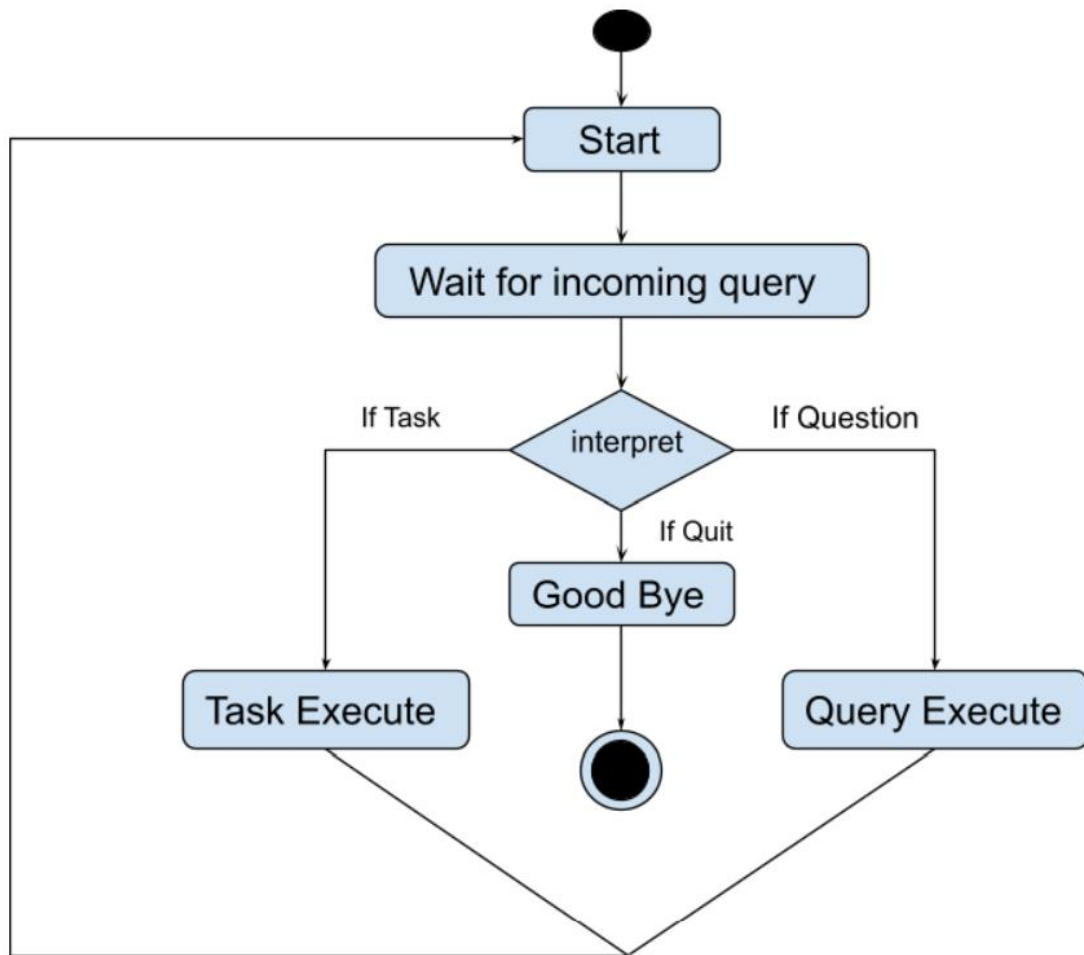 Start
Wait for incoming query
If Task
If Question
interpret
If Quit
Good Bye
Task Execute
Query Execute